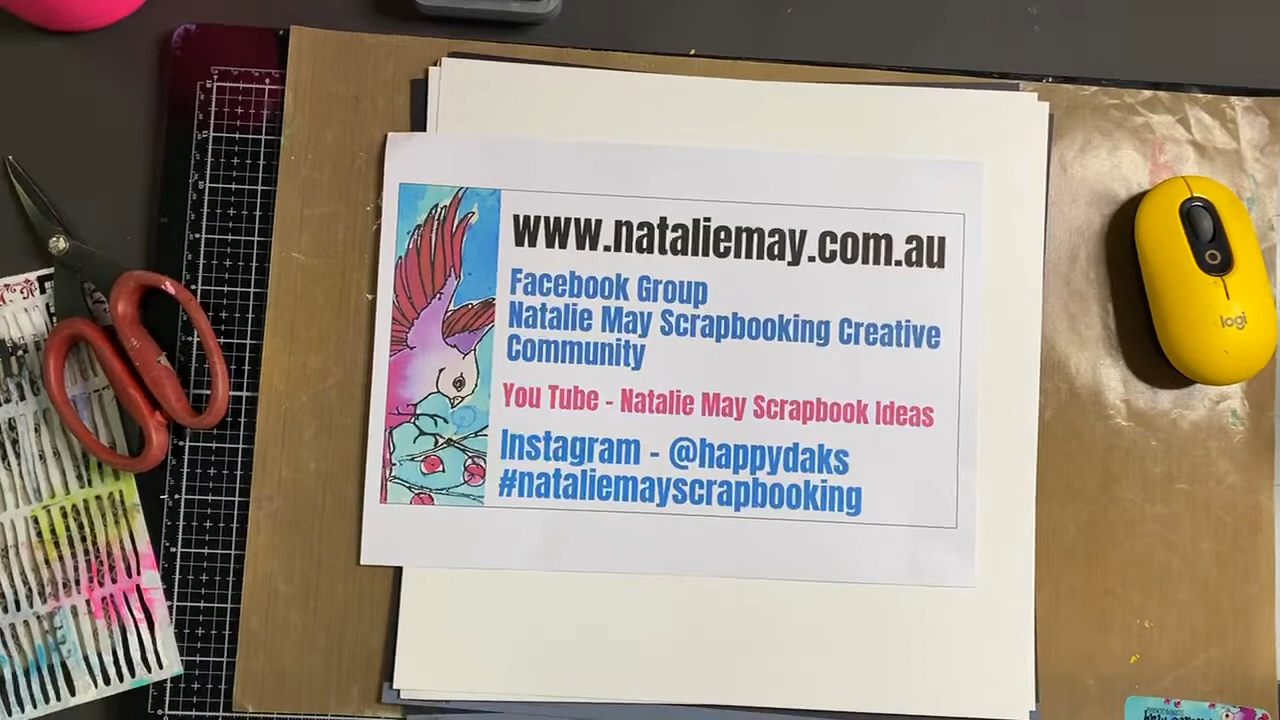 www.nataliemay.com.au
Facebook Group
Natalie May Scrapbooking Creative
Community
You Tube - Natalie May Scrapbook Ideas
Instagram - @happydaks
#nataliemayscrapbooking
logi